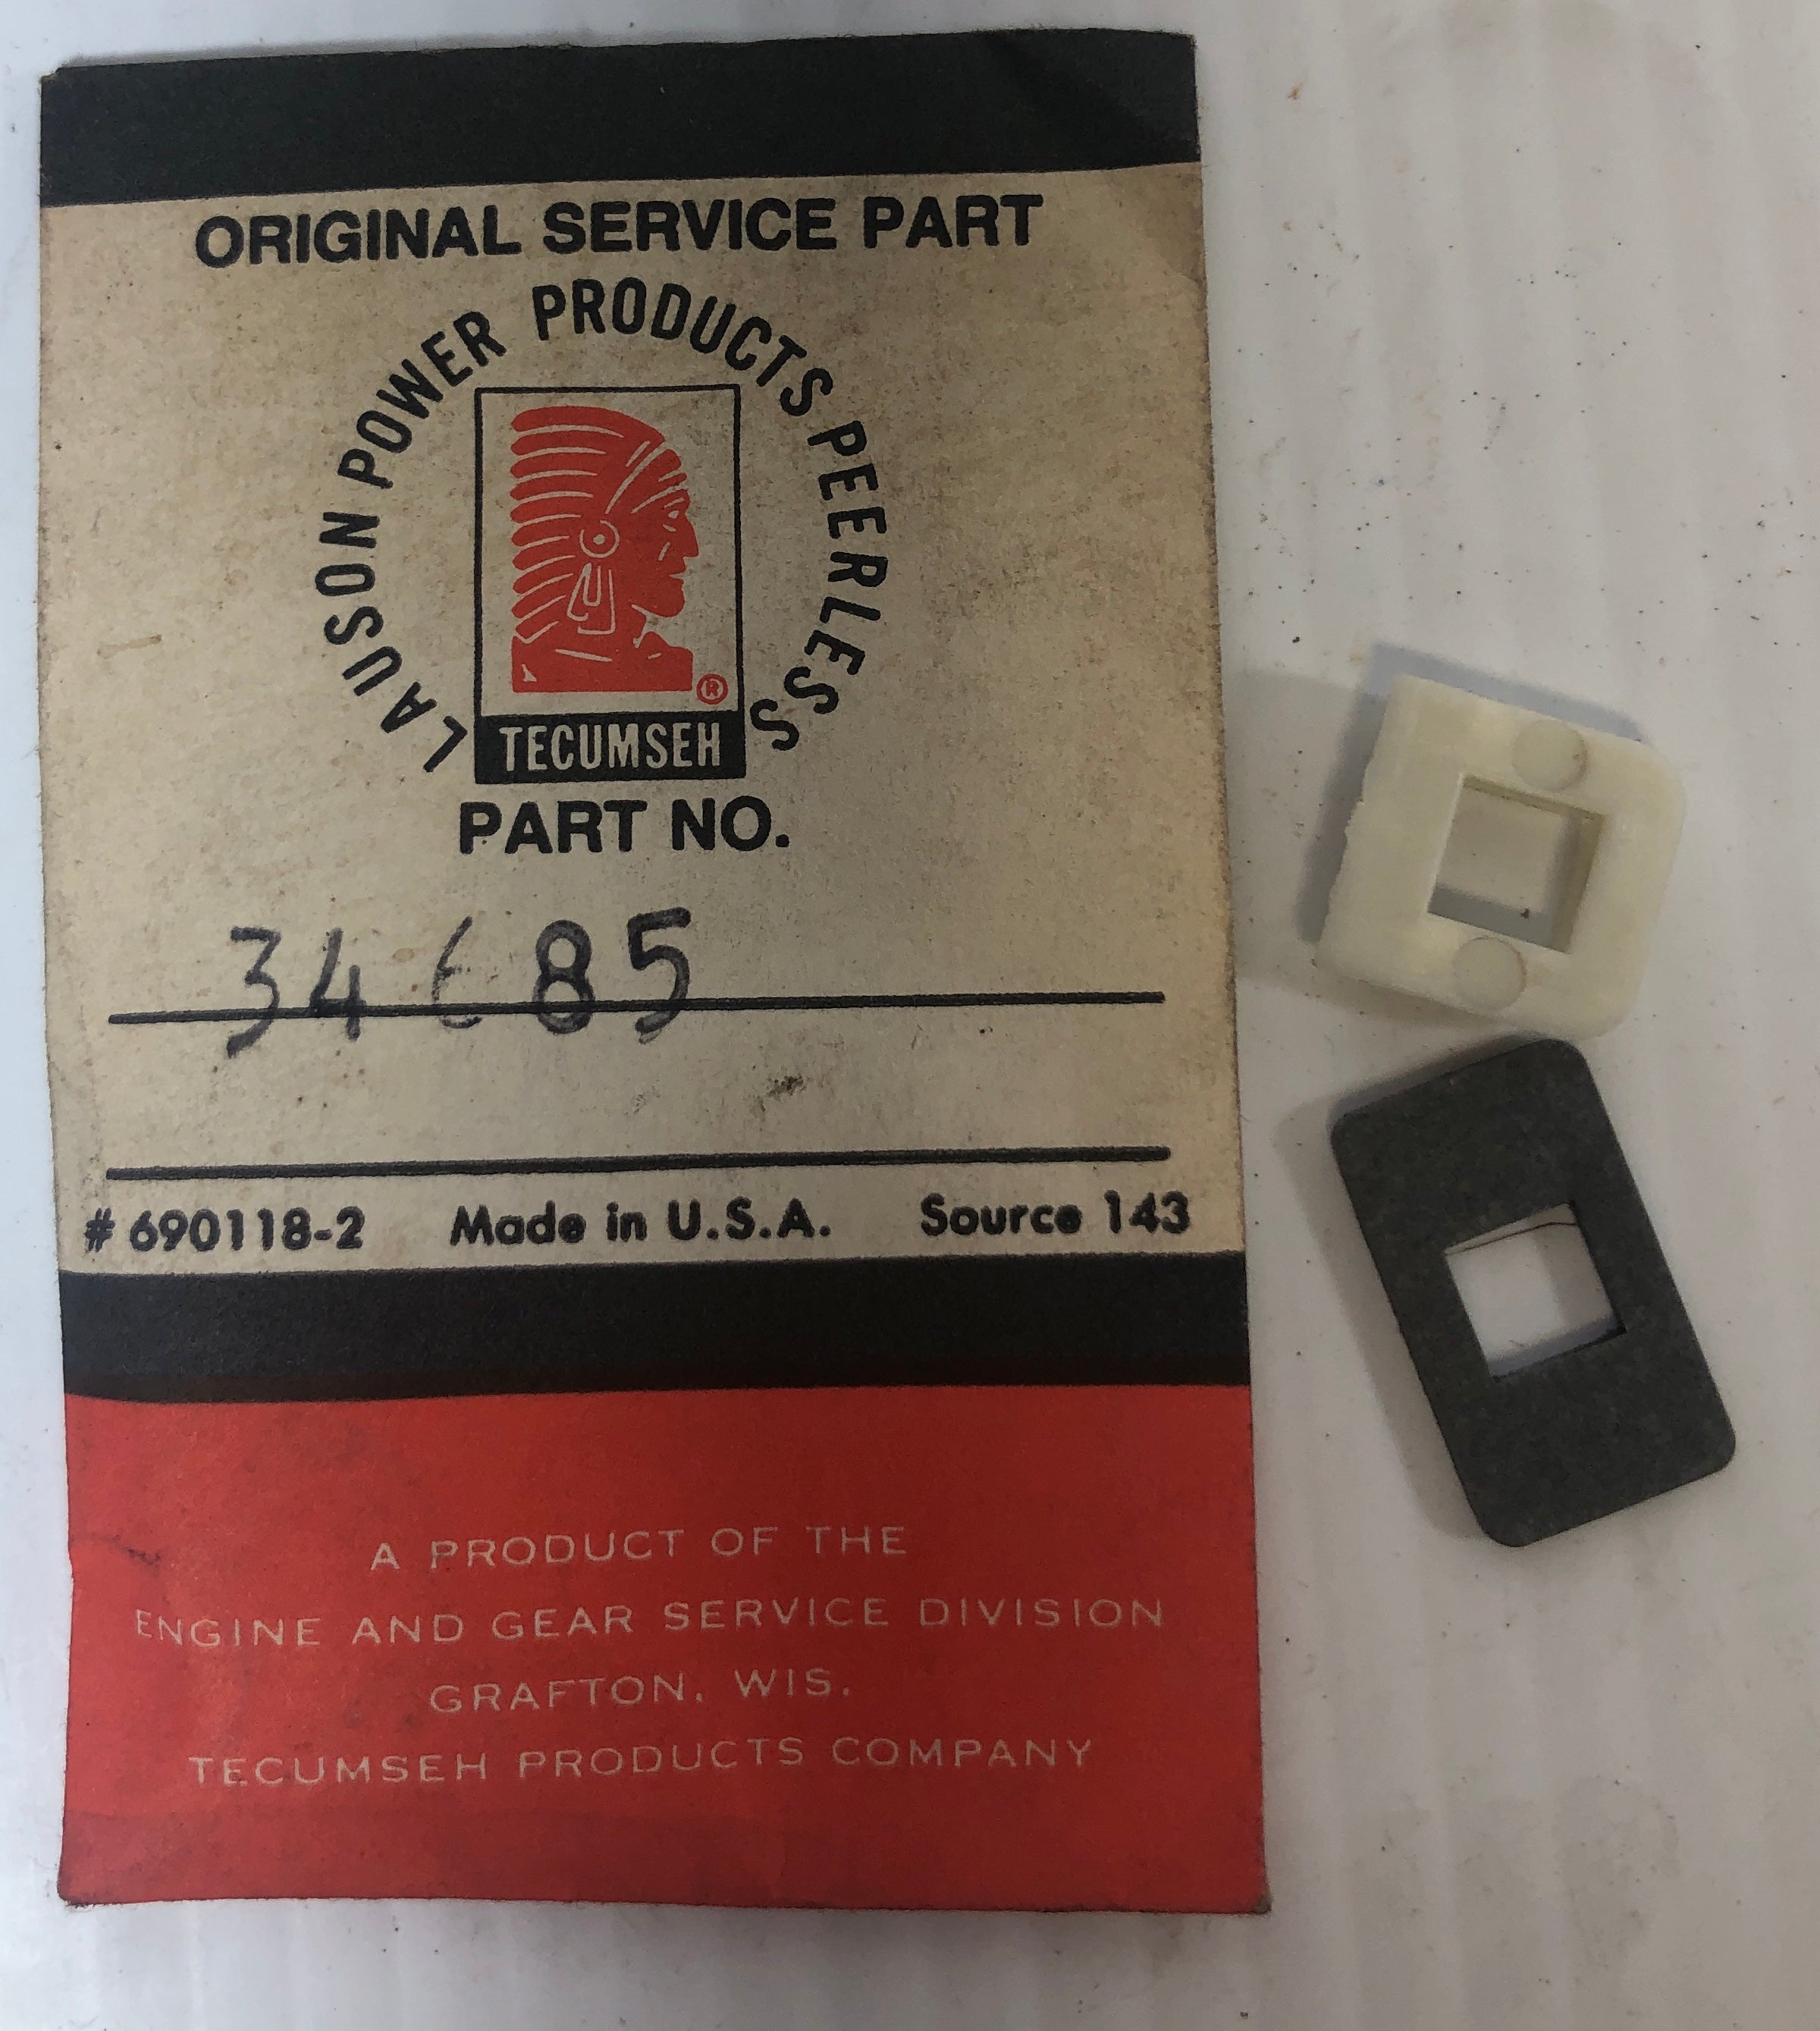 ORIGINAL SERVICE PART
LAUSON POWER PRODUCTS PEERLESS
®
TECUMSEH
PART NO.
34685
# 690118-2 Made in U.S.A. Source 143
A PRODUCT OF THE
ENGINE AND GEAR SERVICE DIVISION
GRAFTON, WIS.
TECUMSEH PRODUCTS COMPANY